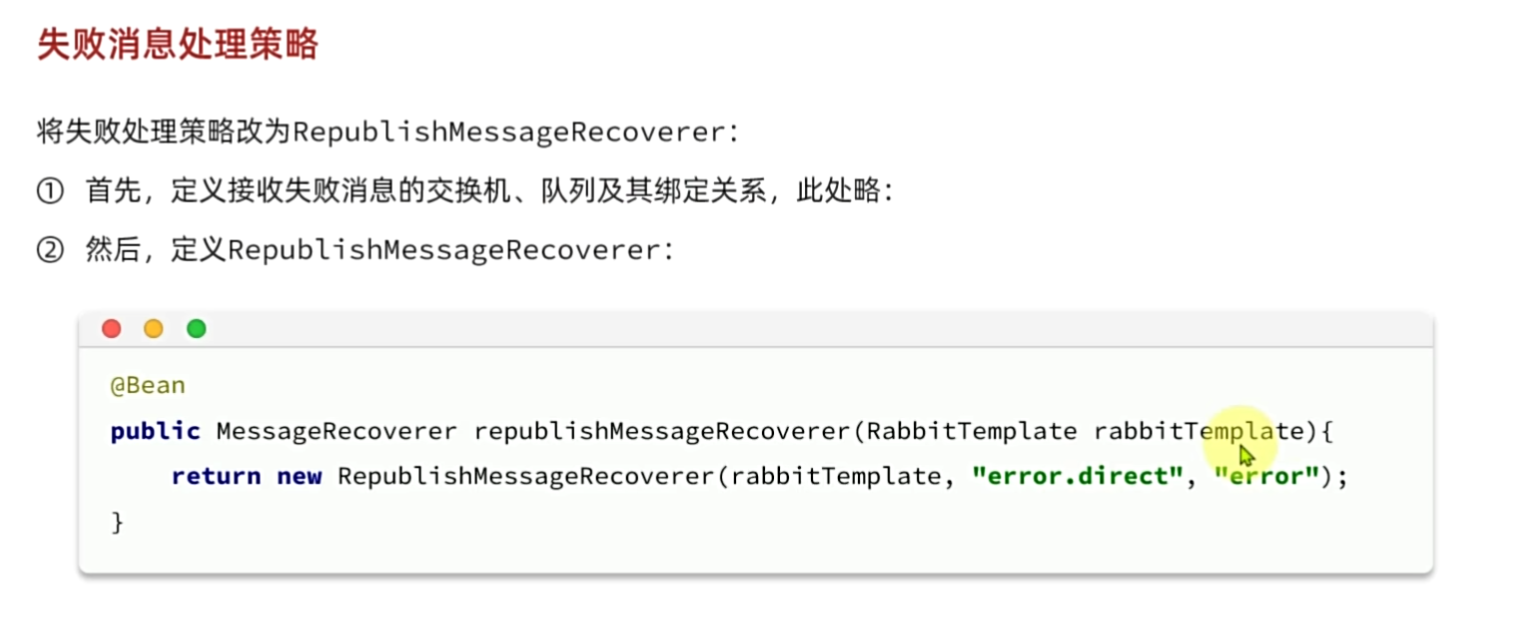 失败消息处理策略
将失败处理策略改为RepublishMessageRecoverer：
① 首先，定义接收失败消息的交换机、队列及其绑定关系，此处略：
② 然后，定义RepublishMessageRecoverer：
@Bean
public MessageRecoverer republishMessageRecoverer(RabbitTemplate rabbitTemplate){
    return new RepublishMessageRecoverer(rabbitTemplate, "error.direct", "error");
}